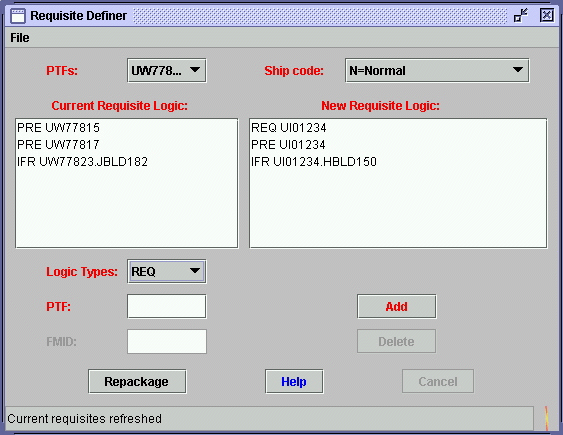 Requisite Definer
File
PTFs: UW778... Ship code: N=Normal
Current Requisite Logic: New Requisite Logic:
PRE UW77815 REQ UI01234
PRE UW77817 PRE UI01234
IFR UW77823.JBLD182 IFR UI01234.HBLD150
Logic Types: REQ
PTF: Add
FMID: Delete
Repackage Help Cancel
Current requisites refreshed